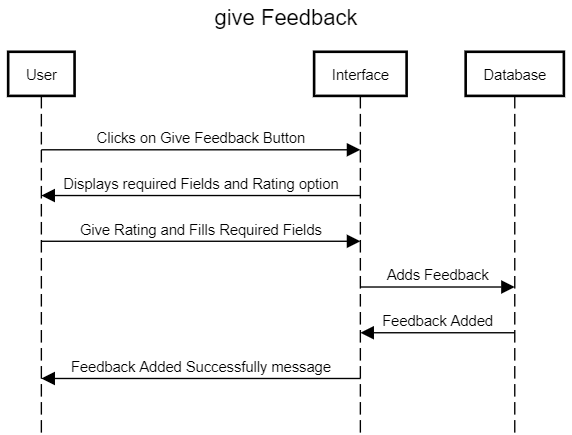 give Feedback
User
Interface
Database
Clicks on Give Feedback Button
Displays required Fields and Rating option
Give Rating and Fills Required Fields
Adds Feedback
Feedback Added
Feedback Added Successfully message